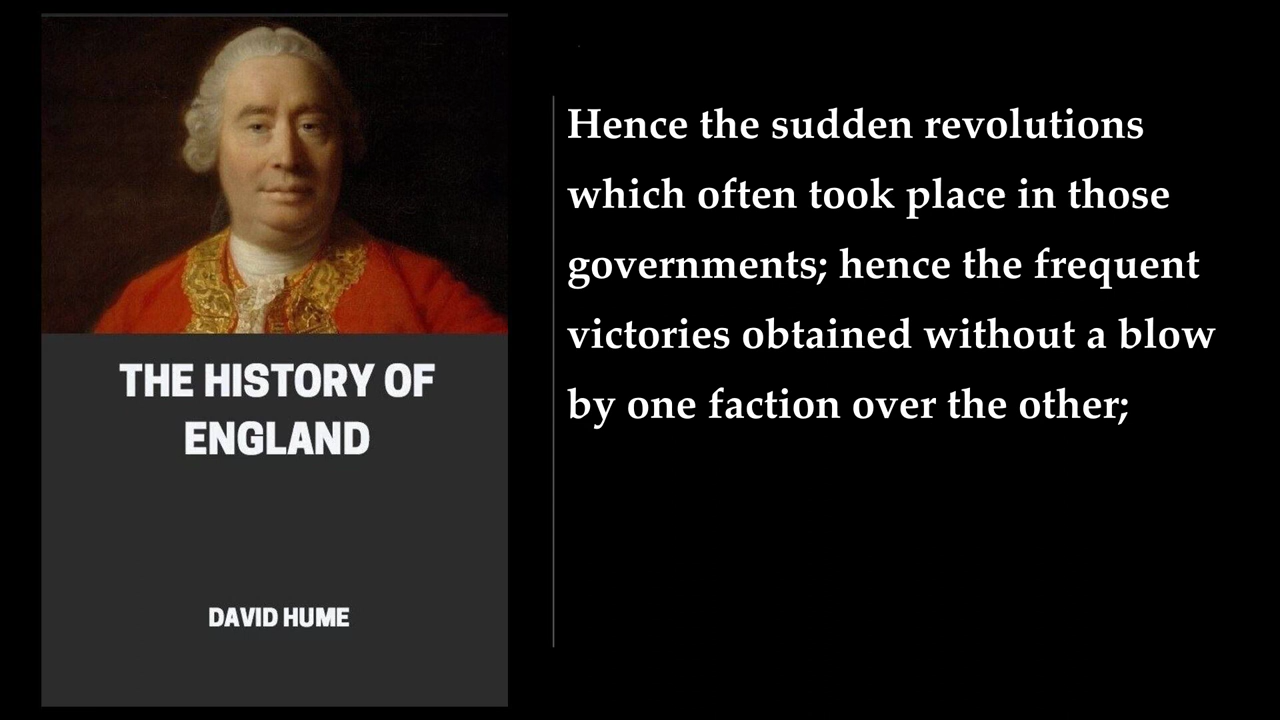 THE HISTORY OF
ENGLAND
DAVID HUME
Hence the sudden revolutions
which often took place in those
governments; hence the frequent
victories obtained without a blow
by one faction over the other;